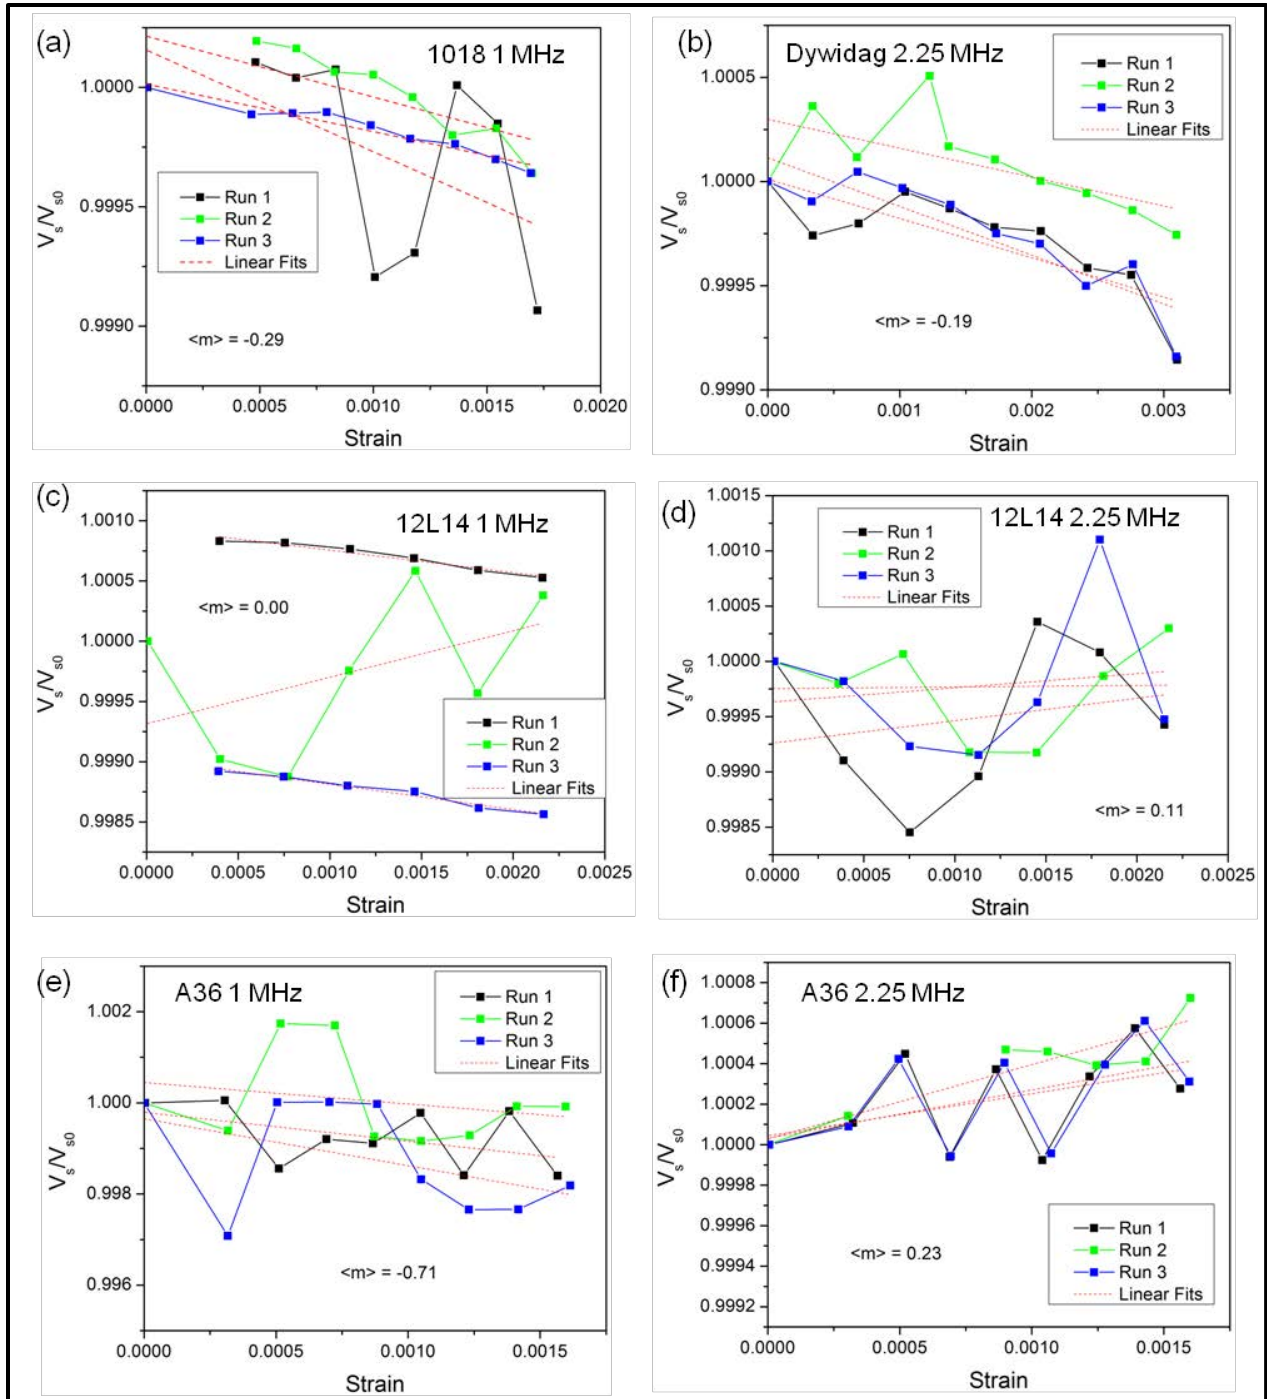 (a)
1018 1 MHz
1.0000
0.9995
0.9990
V_s/V_s0
Run 1
Run 2
Run 3
Linear Fits
<m> = -0.29
0.0000 0.0005 0.0010 0.0015 0.0020
Strain
(b)
Dywidag 2.25 MHz
1.0005
1.0000
0.9995
0.9990
V_s/V_s0
Run 1
Run 2
Run 3
Linear Fits
<m> = -0.19
0.000 0.001 0.002 0.003
Strain
(c)
12L14 1 MHz
1.0010
1.0005
1.0000
0.9995
0.9990
0.9985
V_s/V_s0
<m> = 0.00
Run 1
Run 2
Run 3
Linear Fits
0.0000 0.0005 0.0010 0.0015 0.0020 0.0025
Strain
(d)
12L14 2.25 MHz
1.0015
1.0010
1.0005
1.0000
0.9995
0.9990
0.9985
V_s/V_s0
Run 1
Run 2
Run 3
Linear Fits
<m> = 0.11
0.0000 0.0005 0.0010 0.0015 0.0020 0.0025
Strain
(e)
A36 1 MHz
1.002
1.000
0.998
0.996
V_s/V_s0
Run 1
Run 2
Run 3
Linear Fits
<m> = -0.71
0.0000 0.0005 0.0010 0.0015
Strain
(f)
A36 2.25 MHz
1.0008
1.0006
1.0004
1.0002
1.0000
0.9998
0.9996
0.9994
0.9992
V_s/V_s0
Run 1
Run 2
Run 3
Linear Fits
<m> = 0.23
0.0000 0.0005 0.0010 0.0015
Strain